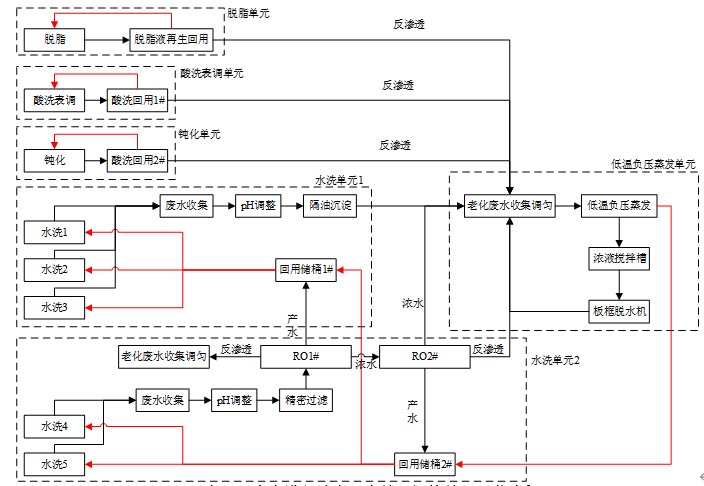 脱脂单元
反渗透
脱脂
脱脂液再生回用
酸洗表调单元
反渗透
酸洗表调
酸洗回用1#
钝化单元
反渗透
钝化
酸洗回用2#
低温负压蒸发单元
水洗单元1
废水收集
pH调整
隔油沉淀
老化废水收集调匀
低温负压蒸发
水洗1
水洗2
水洗3
回用储桶1#
浓液搅拌槽
板框脱水机
产
水
浓水
老化废水收集调匀
反渗透
RO1#
浓水
RO2#
反渗透
水洗单元2
废水收集
pH调整
精密过滤
产
水
水洗4
水洗5
回用储桶2#